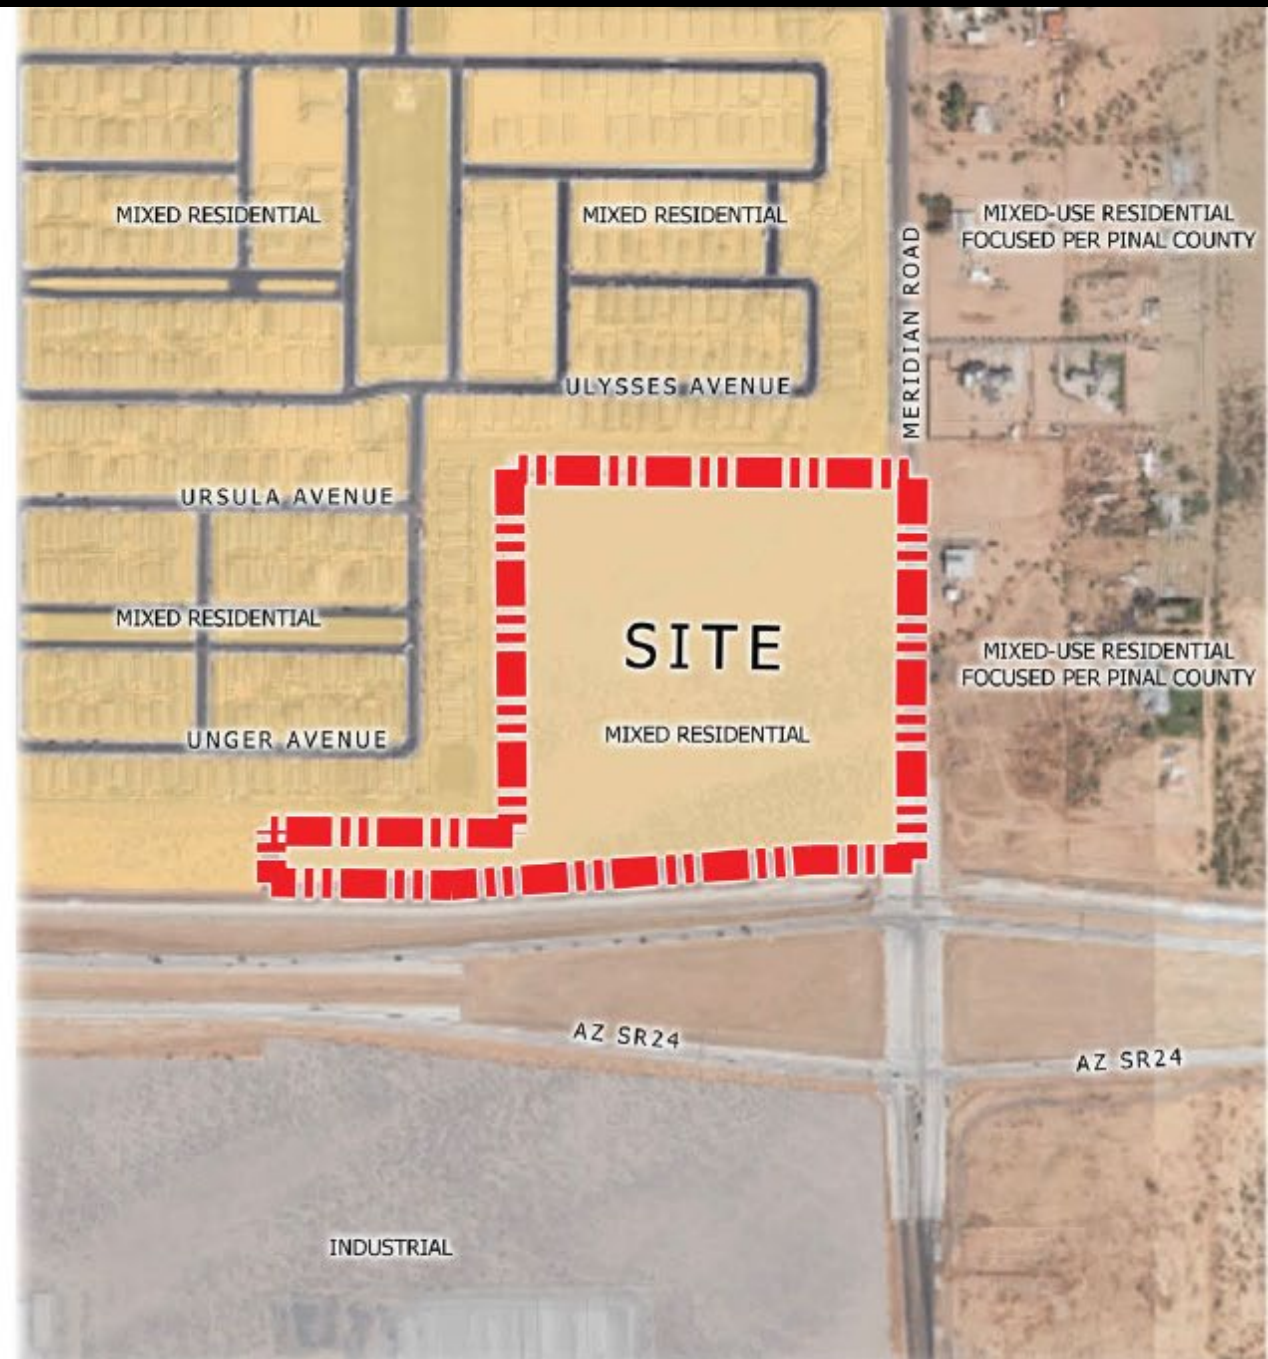 MIXED RESIDENTIAL
MIXED RESIDENTIAL
MIXED-USE RESIDENTIAL
FOCUSED PER PINAL COUNTY
MERIDIAN ROAD
ULYSSES AVENUE
URSULA AVENUE
MIXED RESIDENTIAL
SITE
MIXED-USE RESIDENTIAL
FOCUSED PER PINAL COUNTY
UNGER AVENUE
MIXED RESIDENTIAL
AZ SR24
AZ SR24
INDUSTRIAL